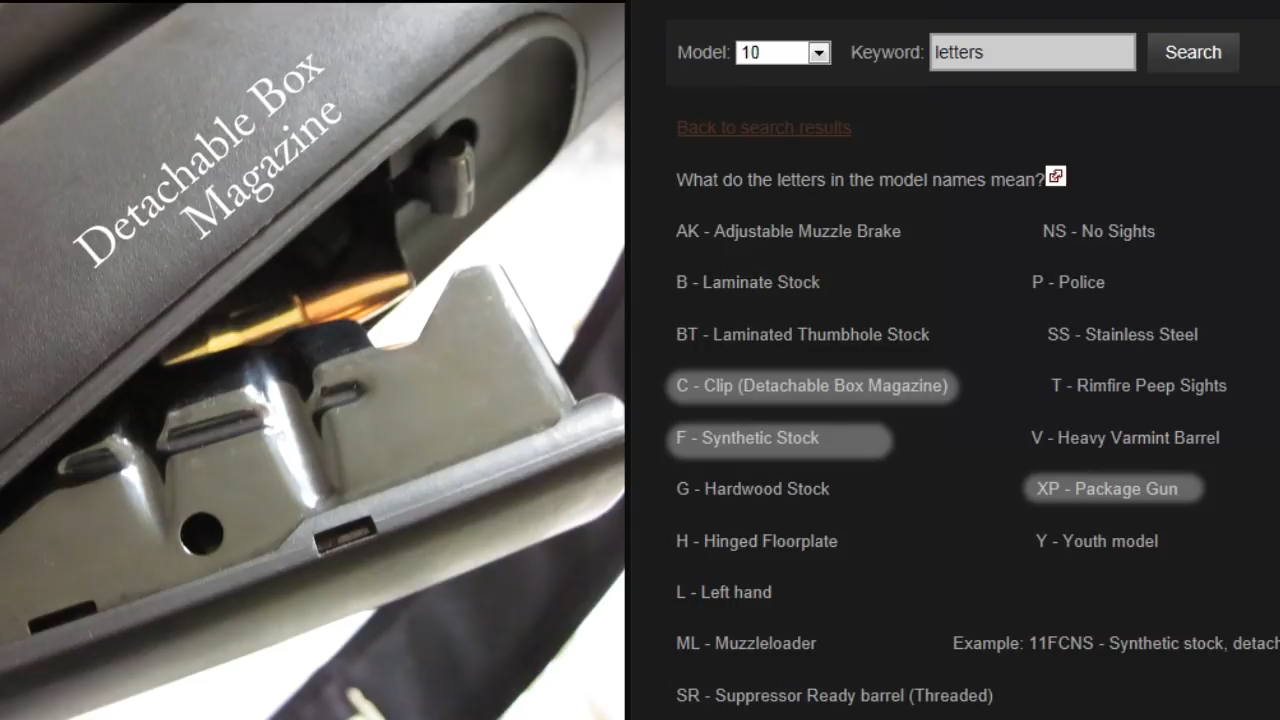 Detachable Box
Magazine
Model: 10 Keyword: letters Search
Back to search results
What do the letters in the model names mean?
AK - Adjustable Muzzle Brake
NS - No Sights
B - Laminate Stock
P - Police
BT - Laminated Thumbhole Stock
SS - Stainless Steel
C - Clip (Detachable Box Magazine)
T - Rimfire Peep Sights
F - Synthetic Stock
V - Heavy Varmint Barrel
G - Hardwood Stock
XP - Package Gun
H - Hinged Floorplate
Y - Youth model
L - Left hand
ML - Muzzleloader
Example: 11FCNS - Synthetic stock, detach
SR - Suppressor Ready barrel (Threaded)